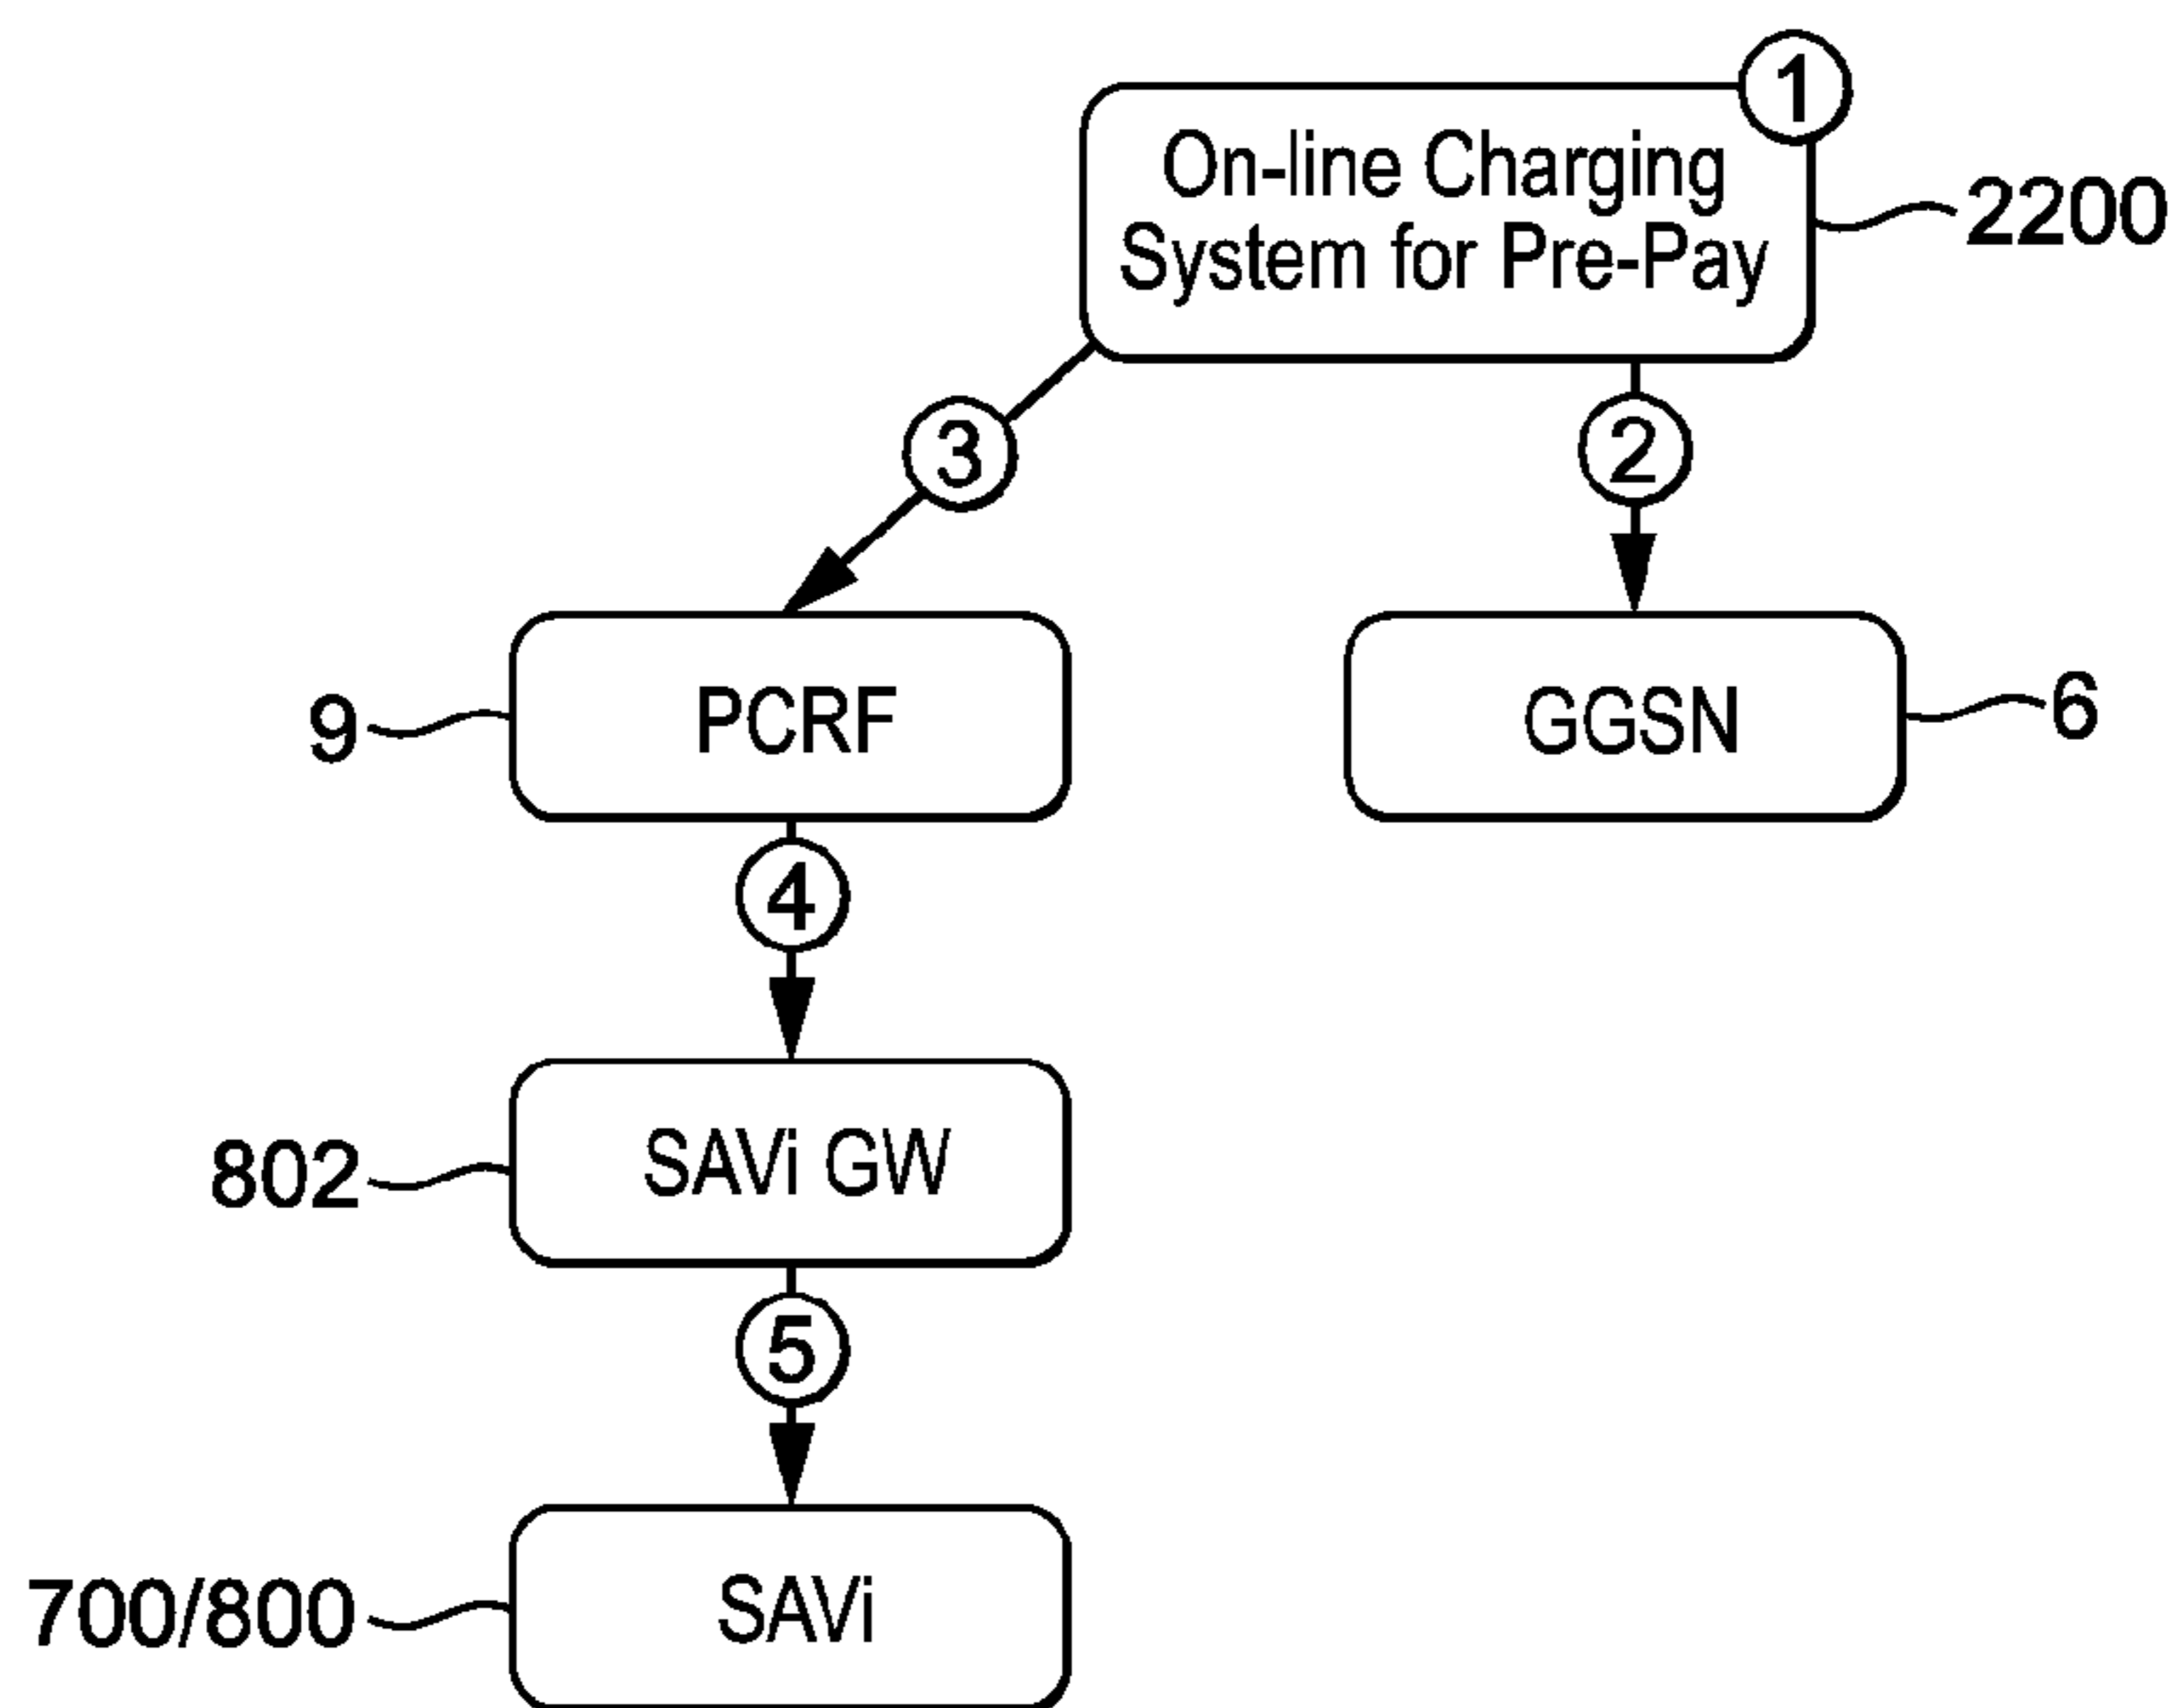 1
On-line Charging
System for Pre-Pay
2200
3
2
9
PCRF
GGSN
6
4
802
SAVi GW
5
700/800
SAVi